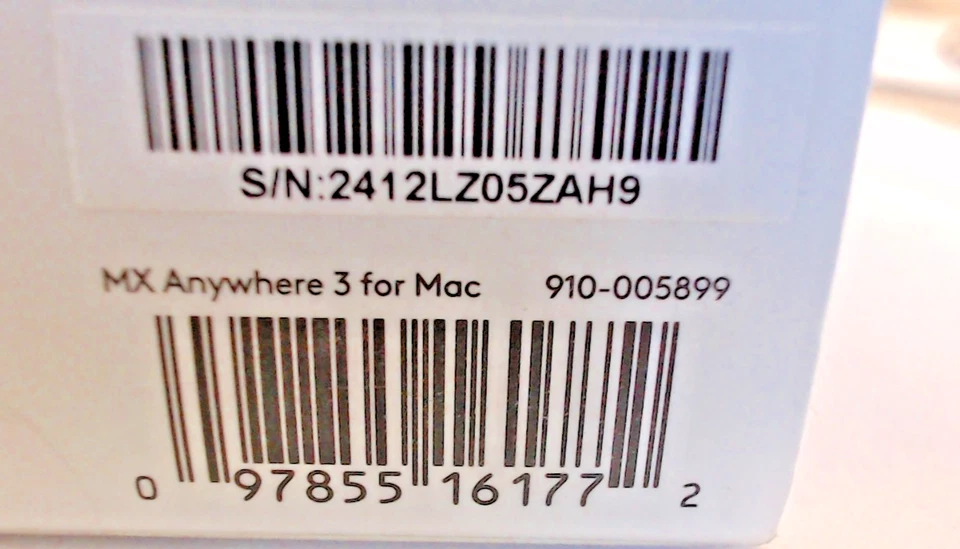 S/N:2412LZ05ZAH9
MX Anywhere 3 for Mac 910-005899
0 97855 16177 2